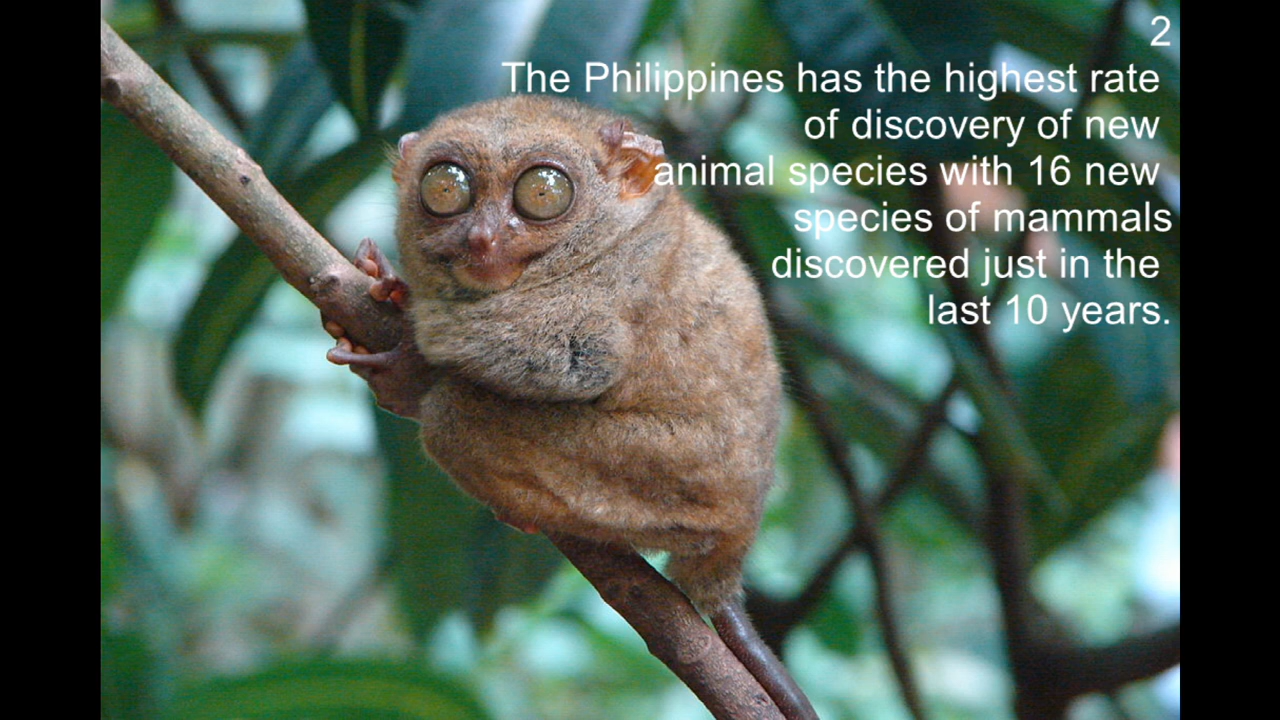 2
The Philippines has the highest rate
of discovery of new
animal species with 16 new
species of mammals
discovered just in the
last 10 years.